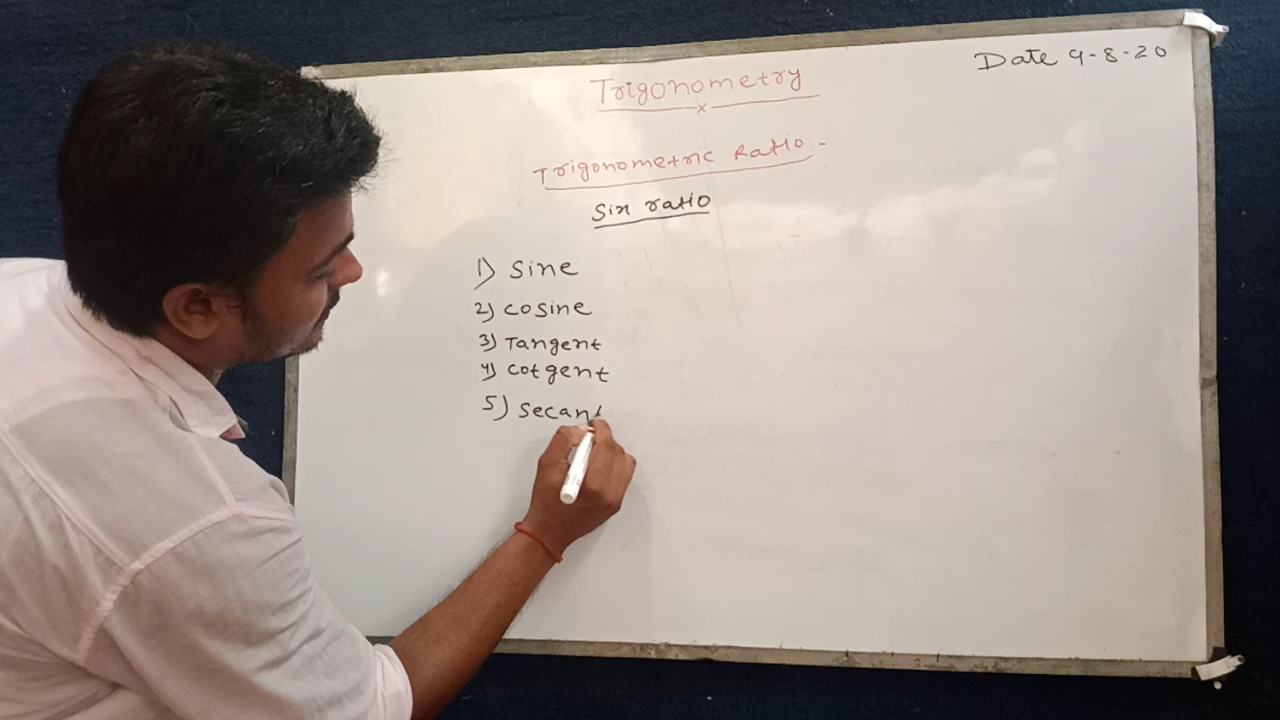 Date 9-8-20
Trigonometry
x
Trigonometric Ratio:-
Six ratio
1) Sine
2) cosine
3) Tangent
4) cotgent
5) secant